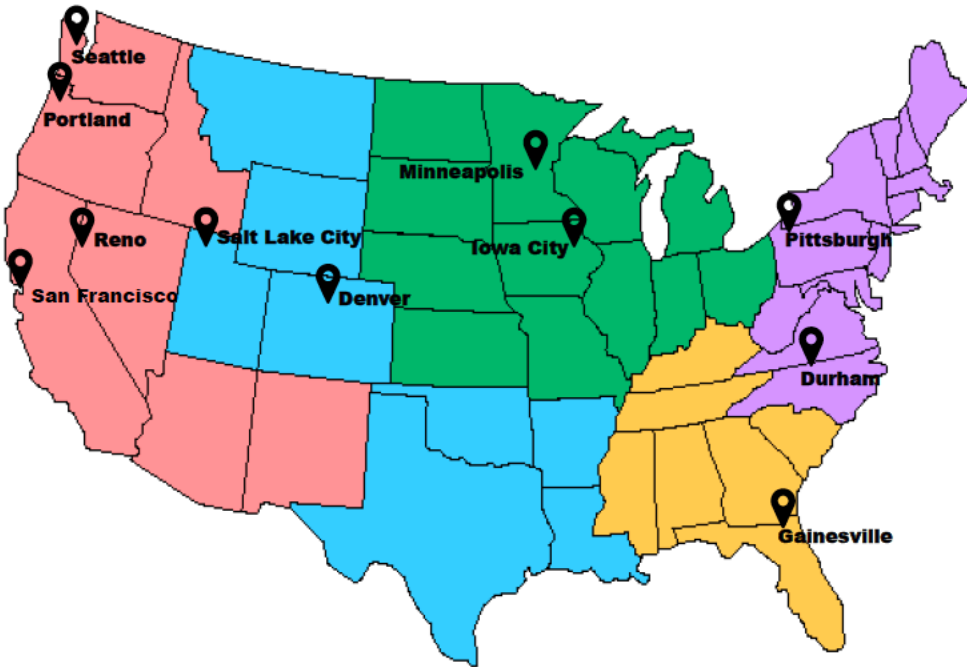 Seattle
Portland
Minneapolis
Reno
Salt Lake City
Iowa City
Pittsburgh
San Francisco
Denver
Durham
Gainesville